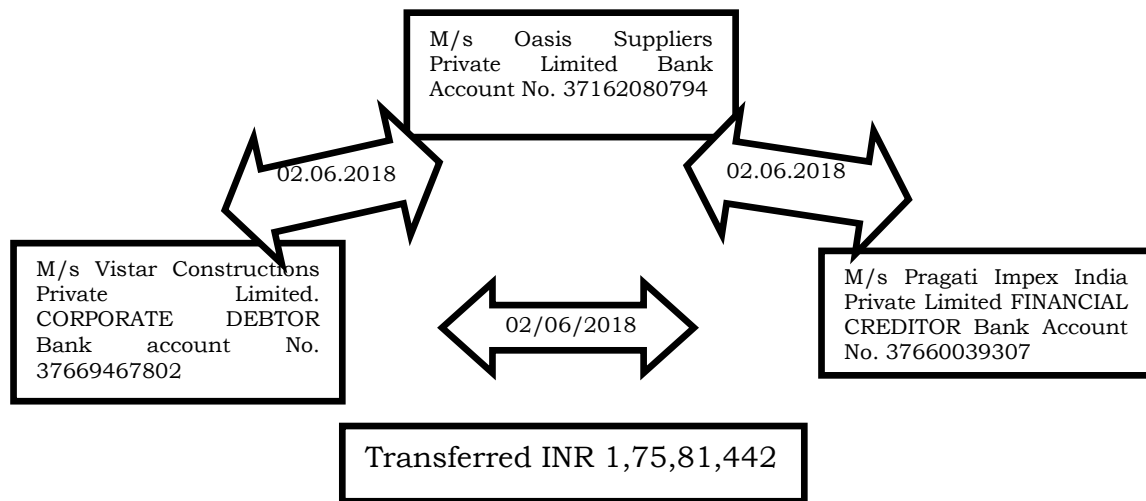 M/s Oasis Suppliers
Private Limited Bank
Account No. 37162080794
02.06.2018
02.06.2018
M/s Vistar Constructions
Private Limited.
CORPORATE DEBTOR
Bank account No.
37669467802
02/06/2018
M/s Pragati Impex India
Private Limited FINANCIAL
CREDITOR Bank Account
No. 37660039307
Transferred INR 1,75,81,442